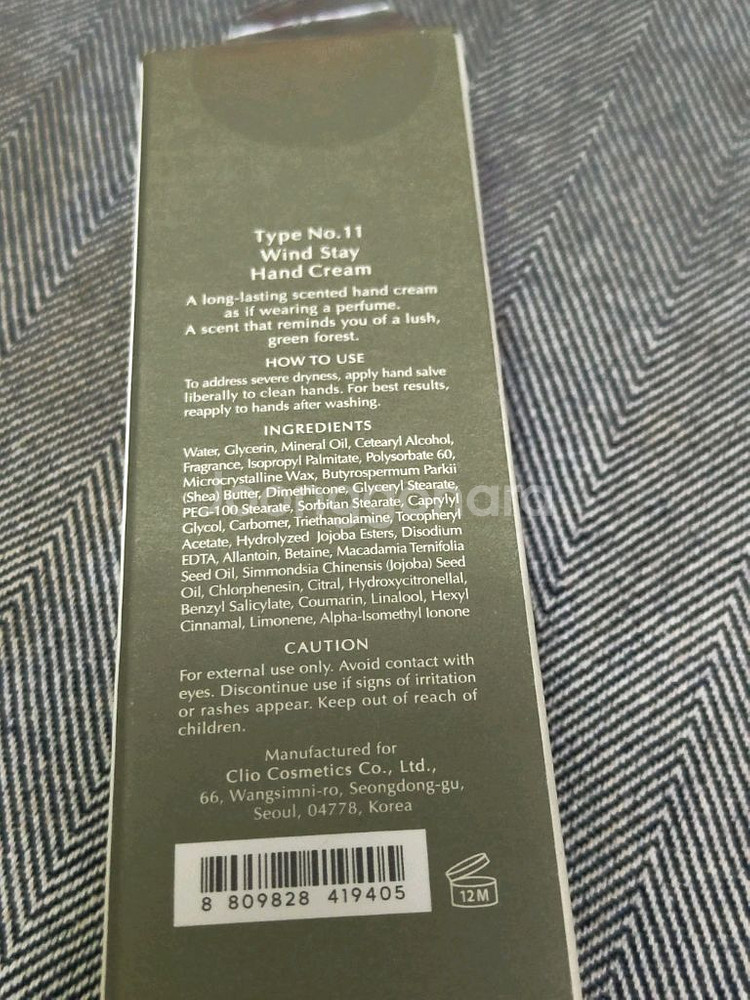 Type No.11
Wind Stay
Hand Cream
A long-lasting scented hand cream
as if wearing a perfume.
A scent that reminds you of a lush,
green forest.
HOW TO USE
To address severe dryness, apply hand salve
liberally to clean hands. For best results,
reapply to hands after washing.
INGREDIENTS
Water, Glycerin, Mineral Oil, Cetearyl Alcohol,
Fragrance, Isopropyl Palmitate, Polysorbate 60,
Microcrystalline Wax, Butyrospermum Parkii
(Shea) Butter, Dimethicone, Glyceryl Stearate,
PEG-100 Stearate, Sorbitan Stearate, Caprylyl
Glycol, Carbomer, Triethanolamine, Tocopheryl
Acetate, Hydrolyzed Jojoba Esters, Disodium
EDTA, Allantoin, Betaine, Macadamia Ternifolia
Seed Oil, Simmondsia Chinensis (Jojoba) Seed
Oil, Chlorphenesin, Citral, Hydroxycitronellal,
Benzyl Salicylate, Coumarin, Linalool, Hexyl
Cinnamal, Limonene, Alpha-Isomethyl Ionone
CAUTION
For external use only. Avoid contact with
eyes. Discontinue use if signs of irritation
or rashes appear. Keep out of reach of
children.
Manufactured for
Clio Cosmetics Co., Ltd.,
66, Wangsimni-ro, Seongdong-gu,
Seoul, 04778, Korea
8 809828 419405
12M